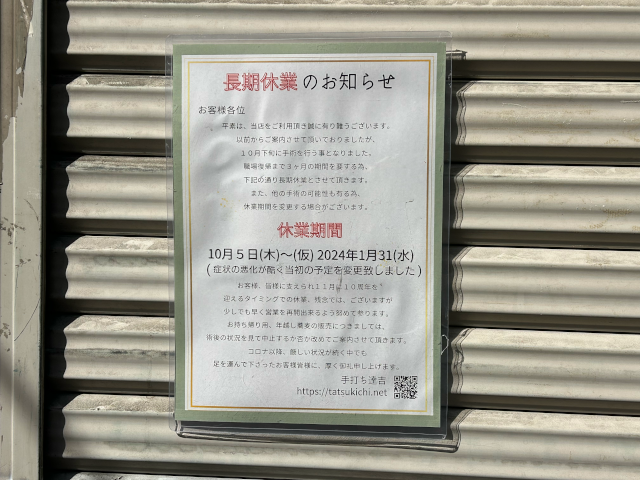 長期休業のお知らせ
お客様各位
平素は、当店をご利用頂き誠に有り難うございます。
以前からご案内させて頂いておりましたが、
10月下旬に手術を行う事となりました。
職場復帰まで3ヶ月の期間を要する為、
下記の通り長期休業とさせて頂きます。
また、他の手術の可能性も有る為、
休業期間を変更する場合がございます。
休業期間
10月5日(木)～(仮) 2024年1月31(水)
(症状の悪化が酷く当初の予定を変更致しました)
お客様、皆様に支えられ11月に10周年を
迎えるタイミングでの休業、残念では、ございますが
少しでも早く営業を再開出来るよう努めて参ります。
お持ち帰り用、年越し蕎麦の販売につきましては、
術後の状況を見て中止するか否か改めてご案内させて頂きます。
コロナ以降、厳しい状況が続く中でも
足を運んで下さったお客様皆様に、厚く御礼申し上げます。
手打ち達吉
https://tatsukichi.net